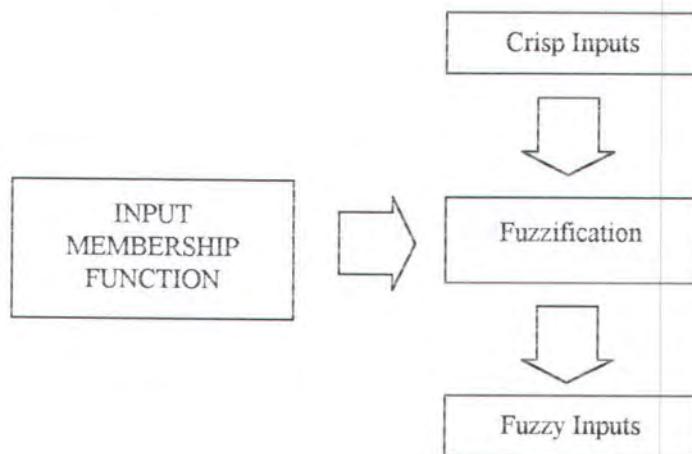 Crisp Inputs
INPUT
MEMBERSHIP
FUNCTION
Fuzzification
Fuzzy Inputs